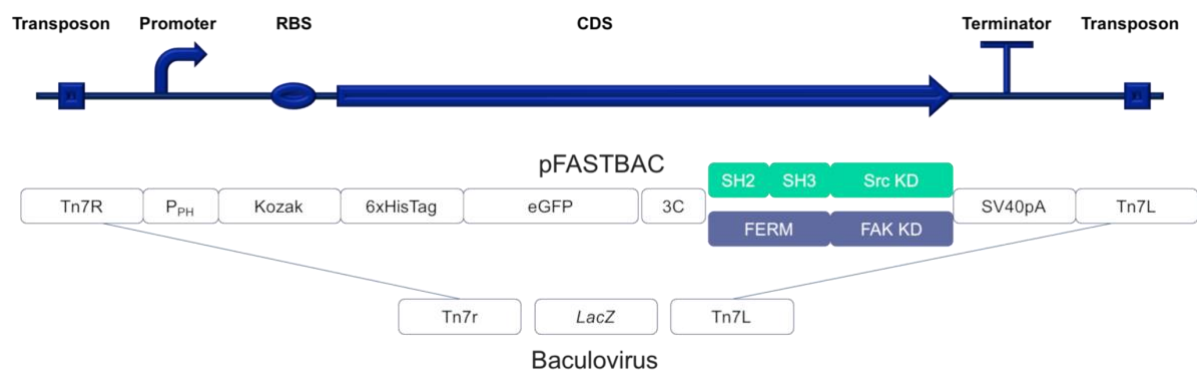 Transposon Promoter RBS CDS Terminator Transposon
pFASTBAC
SH2 SH3 Src KD
Tn7R PPH Kozak 6xHisTag eGFP 3C SV40pA Tn7L
FERM FAK KD
Tn7r LacZ Tn7L
Baculovirus